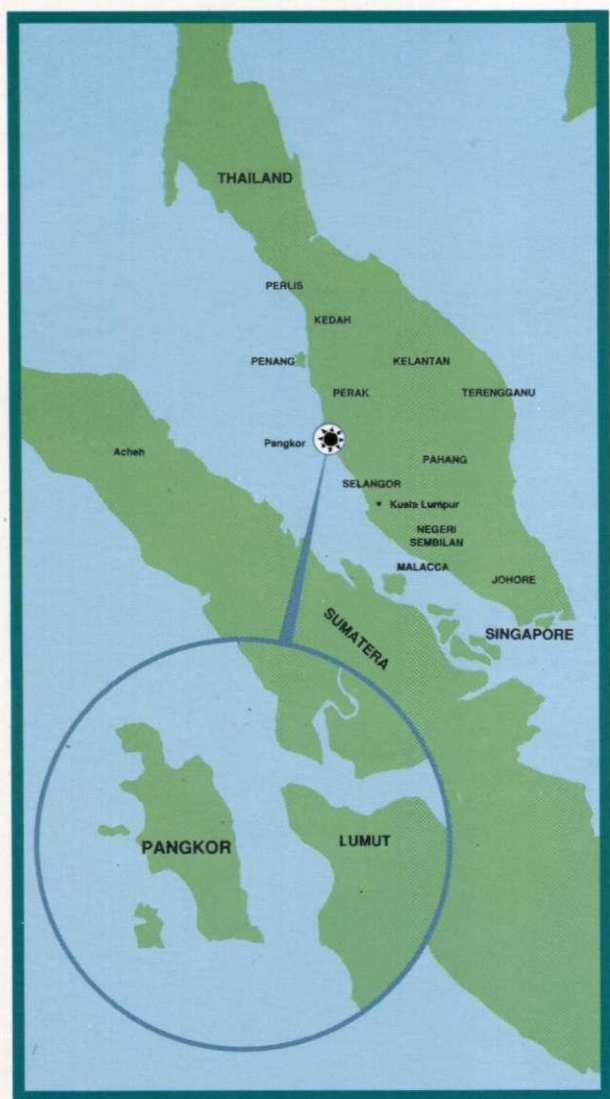 THAILAND
PERLIS
KEDAH
PENANG
KELANTAN
PERAK
TERENGGANU
Pangkor
Acheh
PAHANG
SELANGOR
Kuala Lumpur
NEGERI
SEMBILAN
MALACCA
JOHORE
SUMATERA
SINGAPORE
PANGKOR
LUMUT